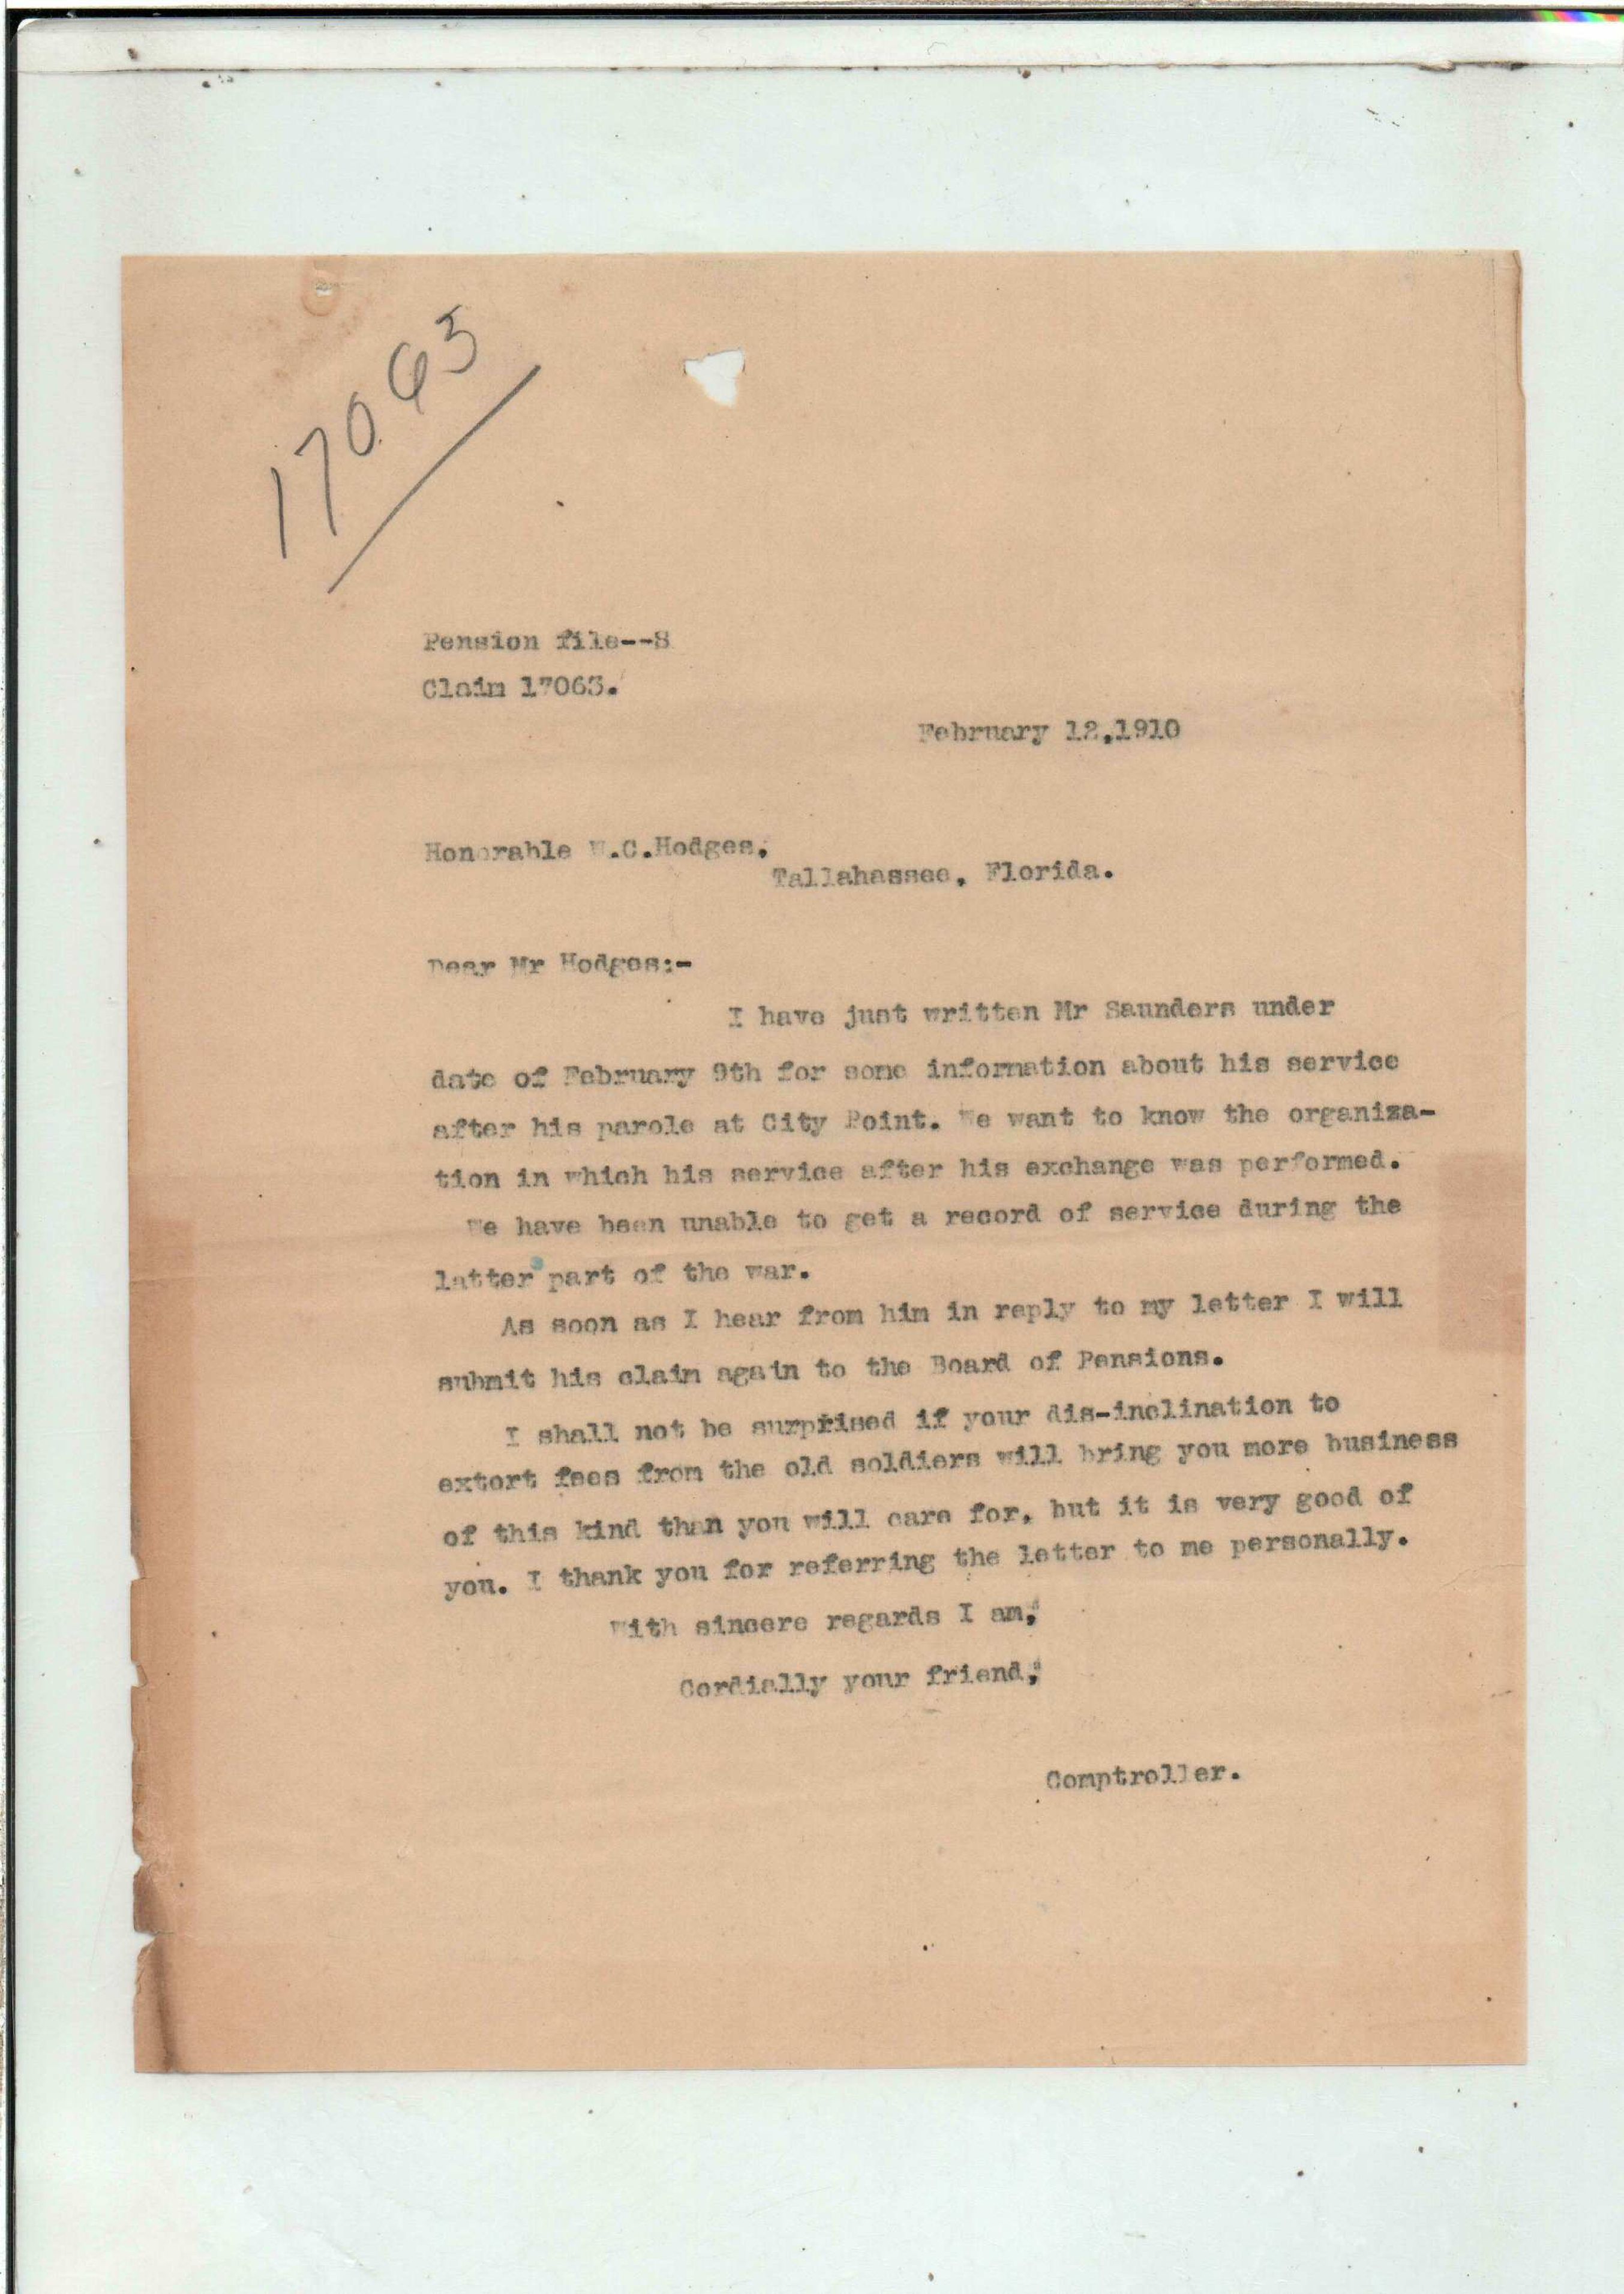 17063
Pension file--S
Claim 17063.
February 12,1910
Honorable W.C.Hodges,
Tallahassee, Florida.
Dear Mr Hodges:-
I have just written Mr Saunders under
date of February 9th for some information about his service
after his parole at City Point. We want to know the organiza-
tion in which his service after his exchange was performed.
We have been unable to get a record of service during the
latter part of the war.
As soon as I hear from him in reply to my letter I will
submit his claim again to the Board of Pensions.
I shall not be surprised if your dis-inclination to
extort fees from the old soldiers will bring you more business
of this kind than you will care for, but it is very good of
you. I thank you for referring the letter to me personally.
With sincere regards I am,
Cordially your friend,
Comptroller.